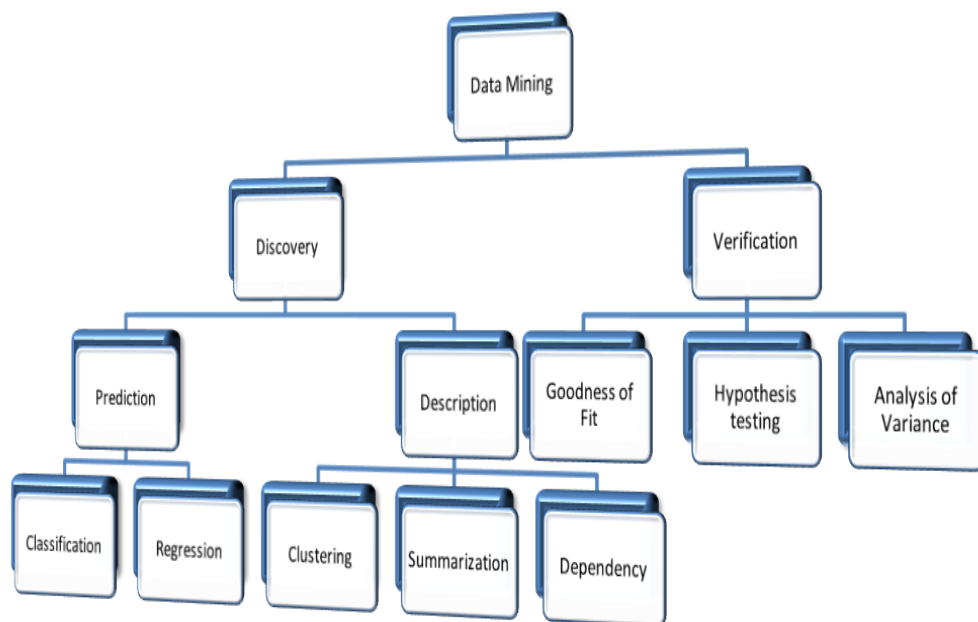 Data Mining
Discovery
Verification
Prediction
Description
Goodness of
Fit
Hypothesis
testing
Analysis of
Variance
Classification
Regression
Clustering
Summarization
Dependency